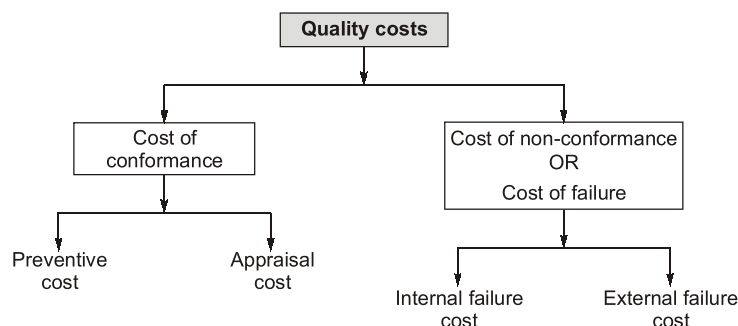 Quality costs
Cost of
conformance
Cost of non-conformance
OR
Cost of failure
Preventive
cost
Appraisal
cost
Internal failure
cost
External failure
cost